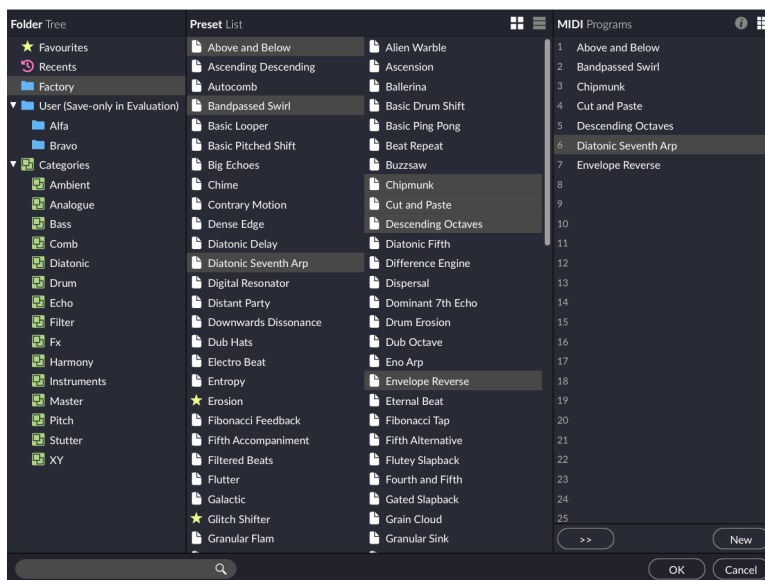 Folder Tree
Favourites
Recents
Factory
User (Save-only in Evaluation)
Alfa
Bravo
Categories
Ambient
Analogue
Bass
Comb
Diatonic
Drum
Echo
Filter
Fx
Harmony
Instruments
Master
Pitch
Stutter
XY
Preset List
Above and Below Alien Warble
Ascending Descending Ascension
Autocomb Ballerina
Bandpassed Swirl Basic Drum Shift
Basic Looper Basic Ping Pong
Basic Pitched Shift Beat Repeat
Big Echoes Buzzsaw
Chime Chipmunk
Contrary Motion Cut and Paste
Dense Edge Descending Octaves
Diatonic Delay Diatonic Fifth
Diatonic Seventh Arp Difference Engine
Digital Resonator Dispersal
Distant Party Dominant 7th Echo
Downwards Dissonance Drum Erosion
Dub Hats Dub Octave
Electro Beat Eno Arp
Entropy Envelope Reverse
Erosion Eternal Beat
Fibonacci Feedback Fibonacci Tap
Fifth Accompaniment Fifth Alternative
Filtered Beats Flutey Slapback
Flutter Fourth and Fifth
Galactic Gated Slapback
Glitch Shifter Grain Cloud
Granular Flam Granular Sink
MIDI Programs
1 Above and Below
2 Bandpassed Swirl
3 Chipmunk
4 Cut and Paste
5 Descending Octaves
6 Diatonic Seventh Arp
7 Envelope Reverse
8
9
10
11
12
13
14
15
16
17
18
19
20
21
22
23
24
25
>> New
OK Cancel